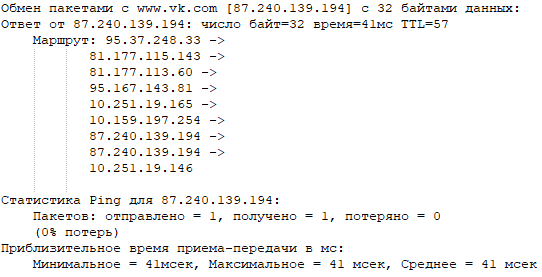 Обмен пакетами с www.vk.com [87.240.139.194] с 32 байтами данных:
Ответ от 87.240.139.194: число байт=32 время=41мс TTL=57
Маршрут: 95.37.248.33 ->
81.177.115.143 ->
81.177.113.60 ->
95.167.143.81 ->
10.251.19.165 ->
10.159.197.254 ->
87.240.139.194 ->
87.240.139.194 ->
10.251.19.146
Статистика Ping для 87.240.139.194:
Пакетов: отправлено = 1, получено = 1, потеряно = 0
(0% потерь)
Приблизительное время приема-передачи в мс:
Минимальное = 41мсек, Максимальное = 41 мсек, Среднее = 41 мсек